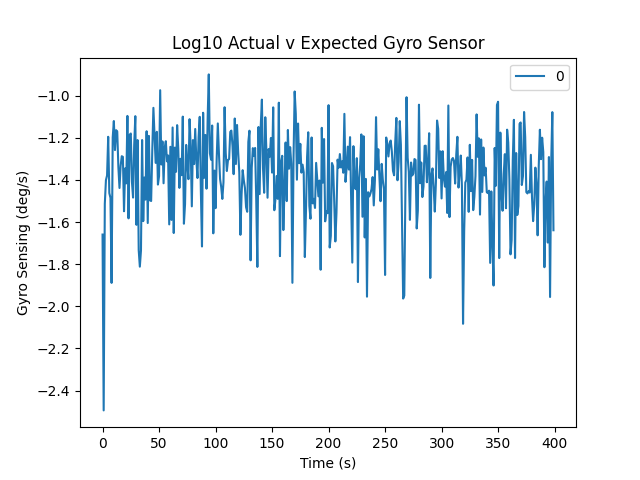 Log10 Actual v Expected Gyro Sensor
0
−1.0
−1.2
−1.4
−1.6
−1.8
−2.0
−2.2
−2.4
Gyro Sensing (deg/s)
0 50 100 150 200 250 300 350 400
Time (s)